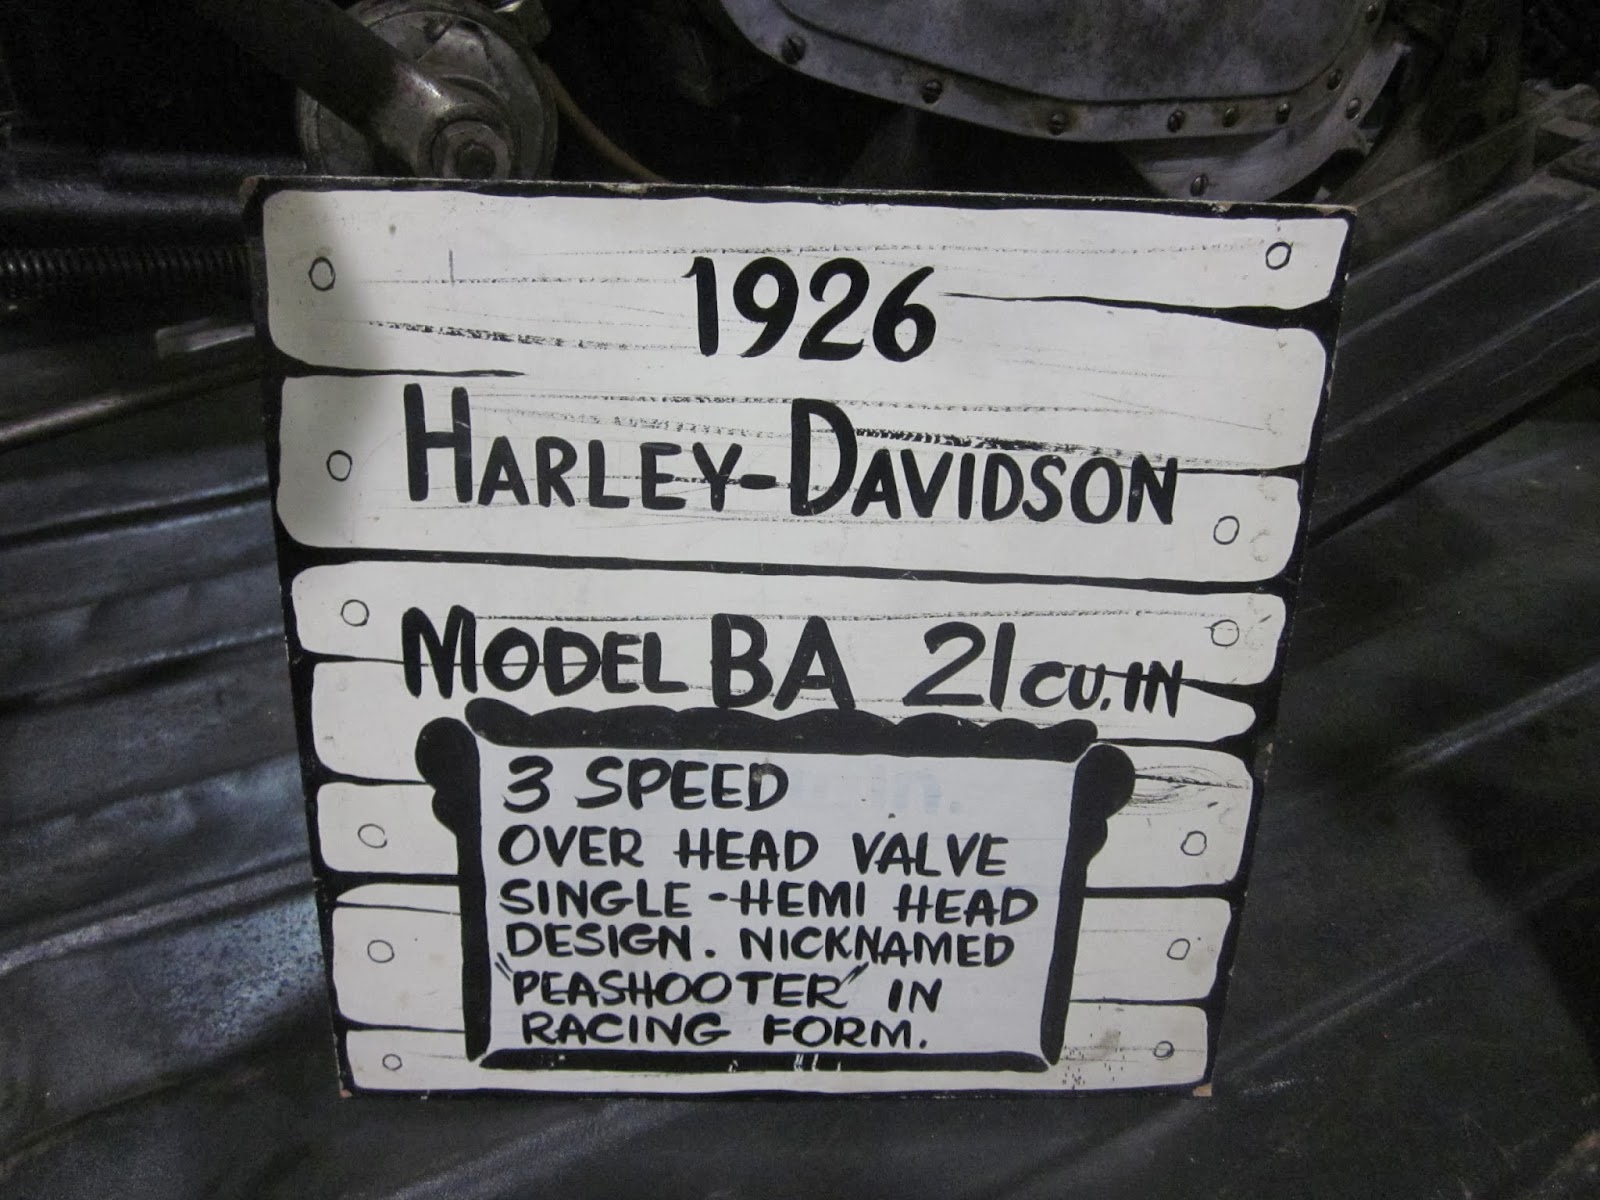 1926
HARLEY-DAVIDSON
MODEL BA 21 CU.IN
3 SPEED
OVER HEAD VALVE
SINGLE-HEMI HEAD
DESIGN. NICKNAMED
"PEASHOOTER" IN
RACING FORM.